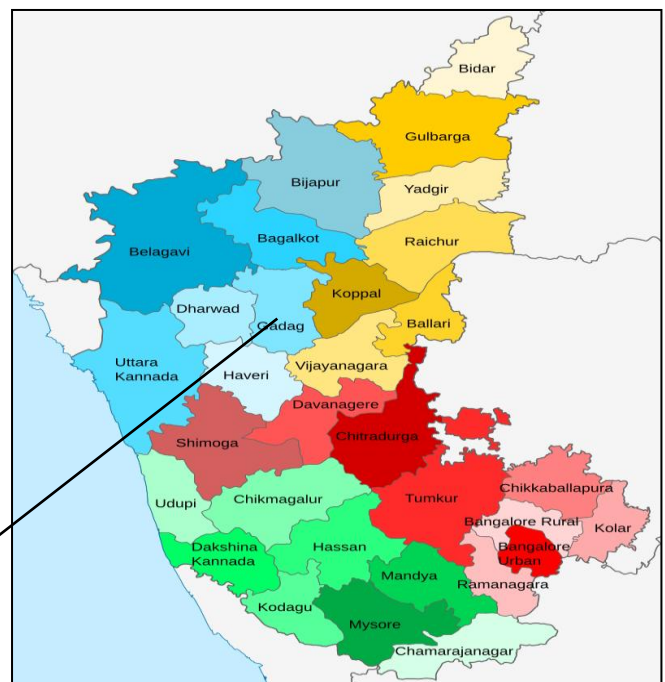 Bidar
Gulbarga
Bijapur
Yadgir
Bagalkot
Raichur
Belagavi
Koppal
Dharwad
Gadag
Ballari
Uttara
Kannada
Haveri
Vijayanagara
Davanagere
Shimoga
Chitradurga
Chikkaballapura
Udupi
Chikmagalur
Tumkur
Bangalore Rural
Kolar
Dakshina
Kannada
Hassan
Bangalore
Urban
Mandya
Ramanagara
Kodagu
Mysore
Chamarajanagar